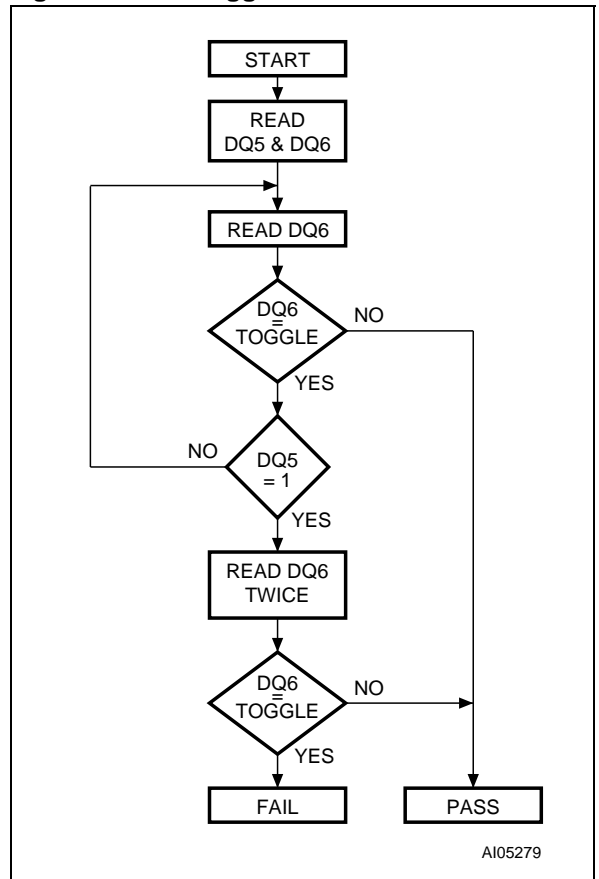 START
READ
DQ5 & DQ6
READ DQ6
DQ6
=
TOGGLE
NO
YES
NO
DQ5
= 1
YES
READ DQ6
TWICE
DQ6
=
TOGGLE
NO
YES
FAIL
PASS
AI05279